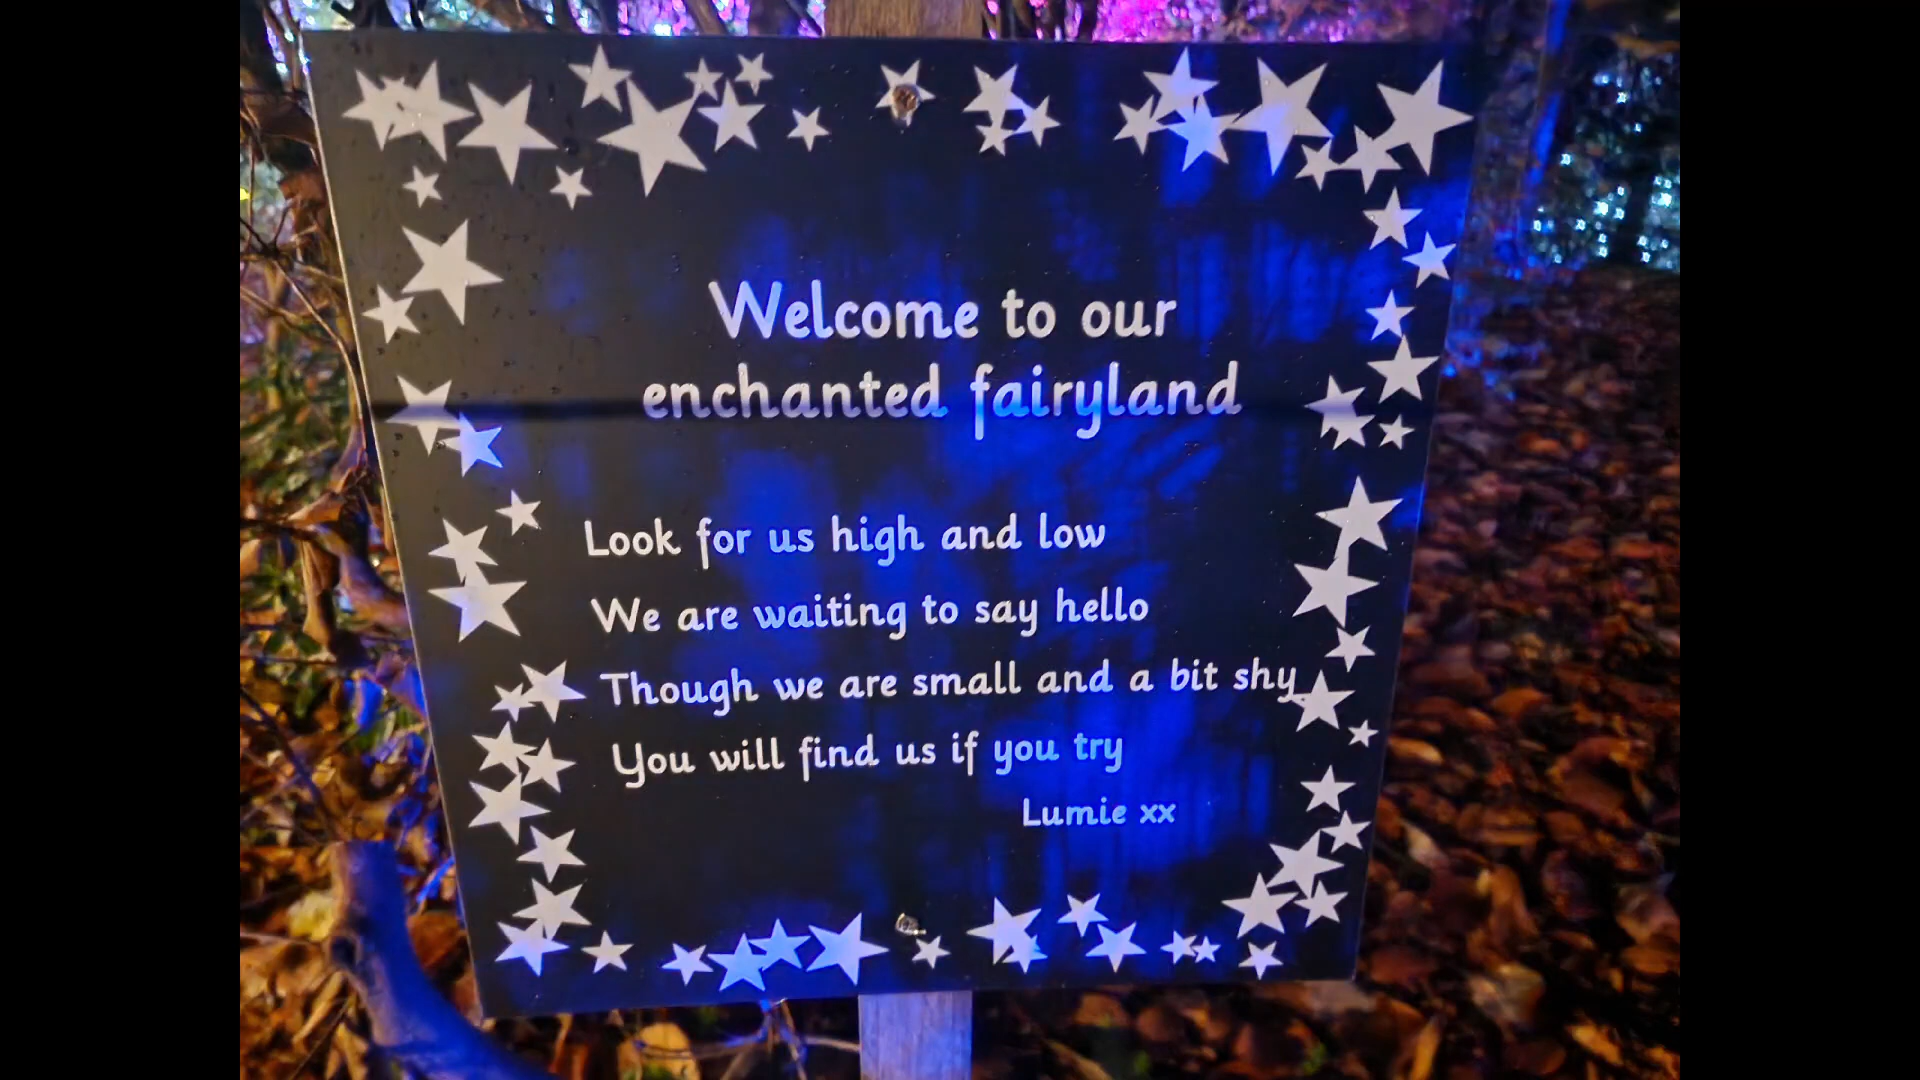 Welcome to our
enchanted fairyland
Look for us high and low
We are waiting to say hello
Though we are small and a bit shy
You will find us if you try
Lumie xx